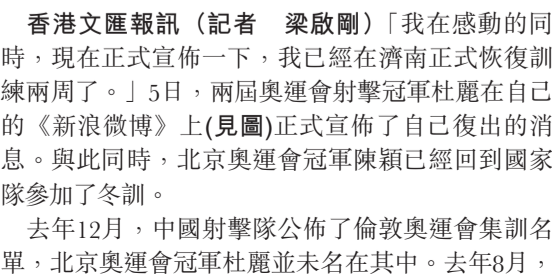 香港文匯報訊（記者　梁啟剛）「我在感動的同
時，現在正式宣佈一下，我已經在濟南正式恢復訓
練兩周了。」5日，兩屆奧運會射擊冠軍杜麗在自己
的《新浪微博》上(見圖)正式宣佈了自己復出的消
息。與此同時，北京奧運會冠軍陳穎已經回到國家
隊參加了冬訓。
去年12月，中國射擊隊公佈了倫敦奧運會集訓名
單，北京奧運會冠軍杜麗並未名在其中。去年8月，